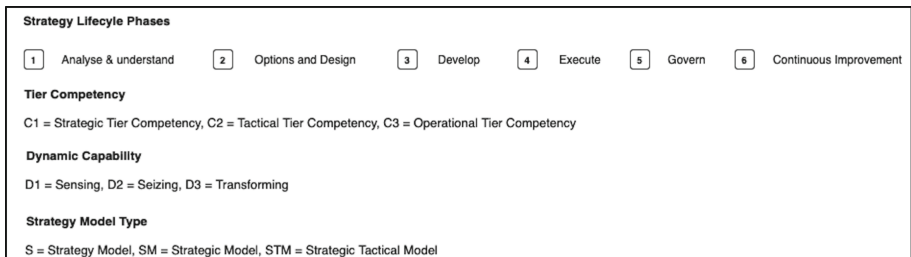 Strategy Lifecyle Phases
1 Analyse & understand 2 Options and Design 3 Develop 4 Execute 5 Govern 6 Continuous Improvement
Tier Competency
C1 = Strategic Tier Competency, C2 = Tactical Tier Competency, C3 = Operational Tier Competency
Dynamic Capability
D1 = Sensing, D2 = Seizing, D3 = Transforming
Strategy Model Type
S = Strategy Model, SM = Strategic Model, STM = Strategic Tactical Model